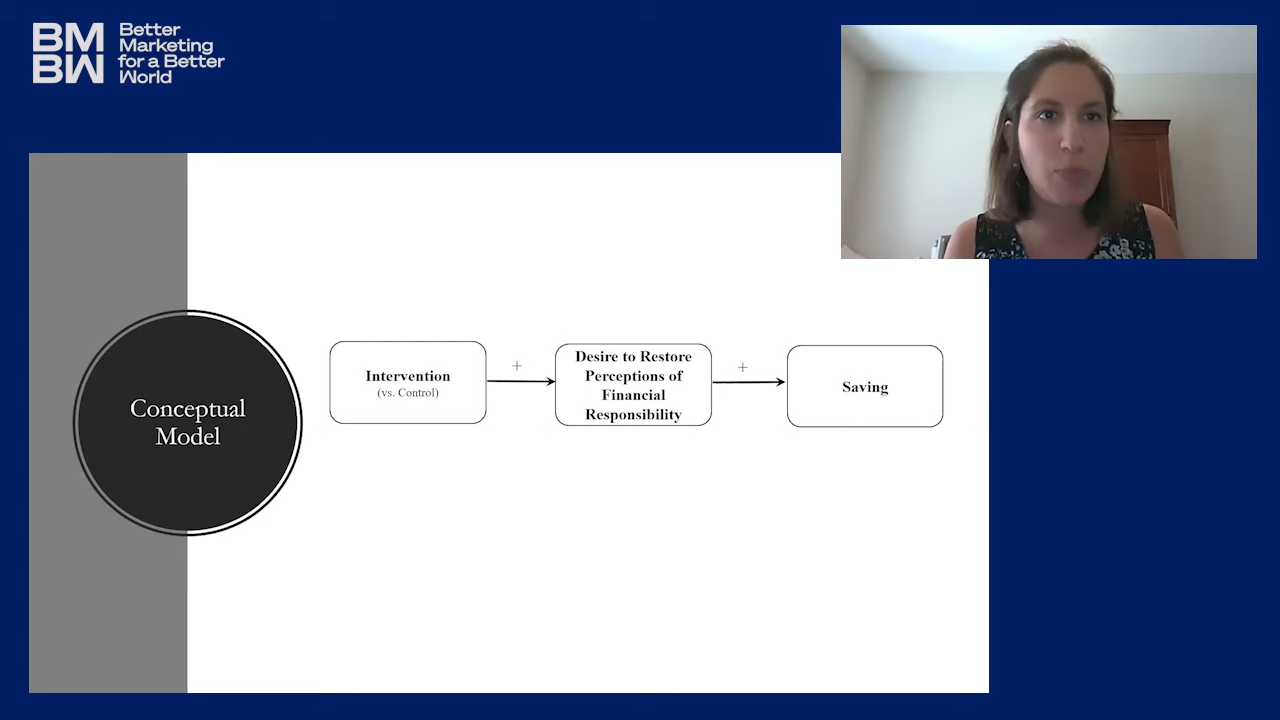 BM
BW
Better
Marketing
for a Better
World
Conceptual
Model
Intervention
(vs. Control)
+
Desire to Restore
Perceptions of
Financial
Responsibility
+
Saving